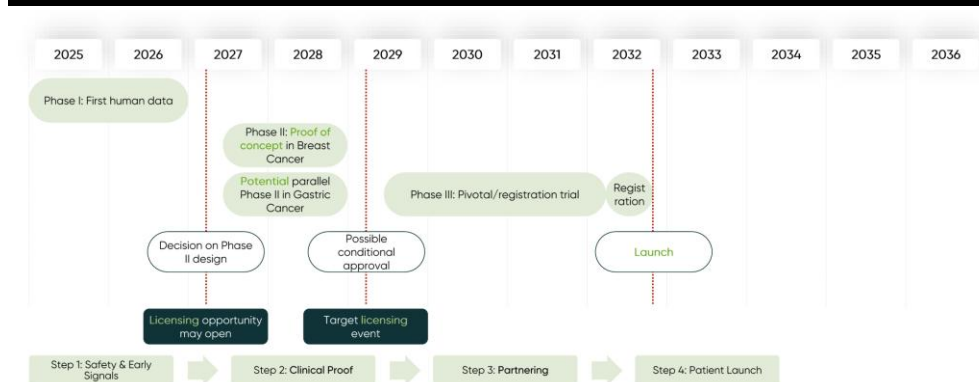 2025 2026 2027 2028 2029 2030 2031 2032 2033 2034 2035 2036
Phase I: First human data
Phase II: Proof of
concept in Breast
Cancer
Potential parallel
Phase II in Gastric
Cancer
Phase III: Pivotal/registration trial
Regist
ration
Decision on Phase
II design
Possible
conditional
approval
Launch
Licensing opportunity
may open
Target licensing
event
Step 1: Safety & Early
Signals
Step 2: Clinical Proof
Step 3: Partnering
Step 4: Patient Launch